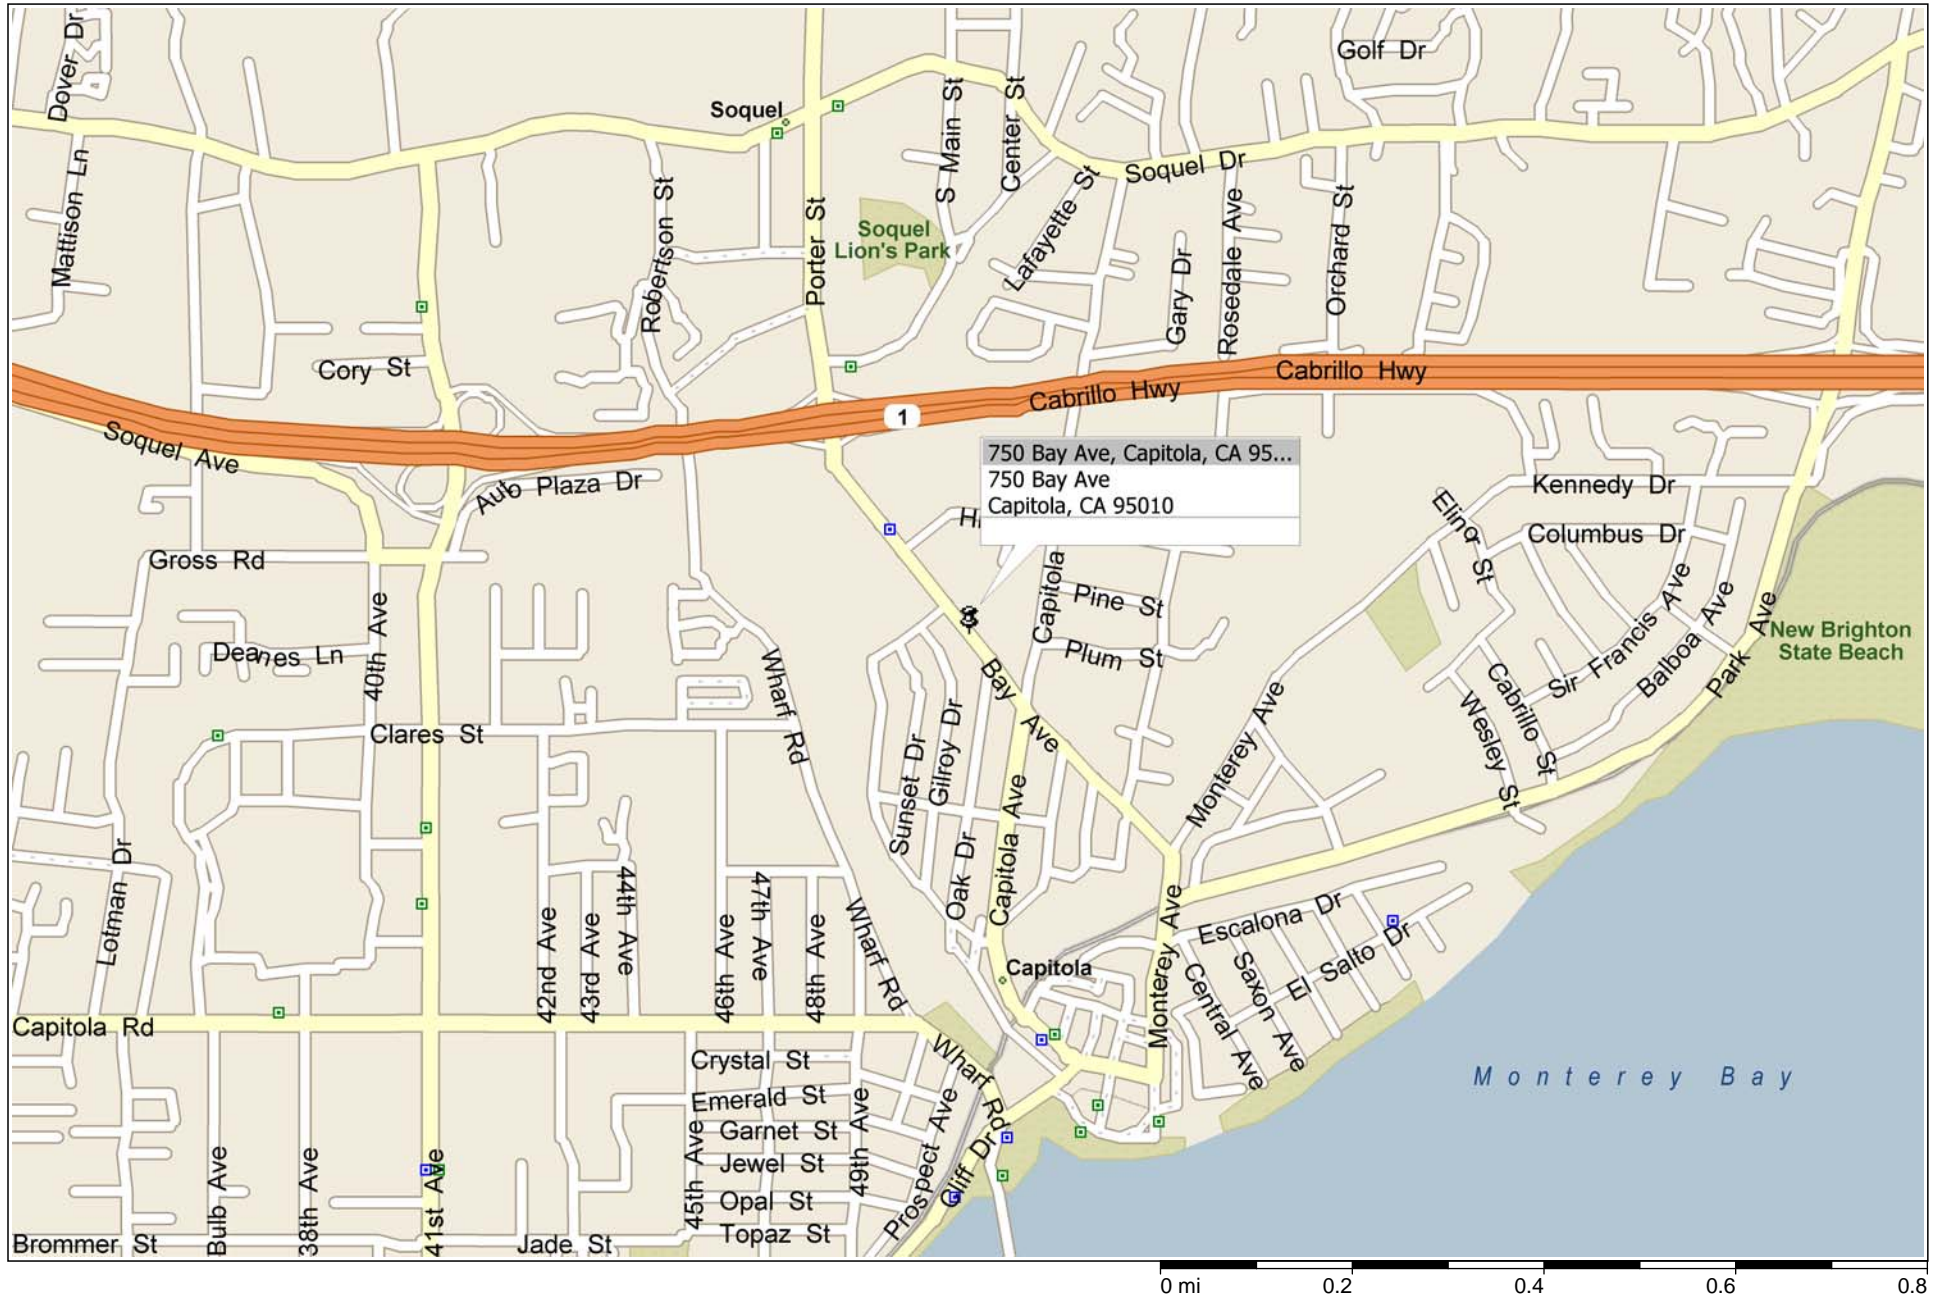 Dover Dr
Golf Dr
Soquel
S Main St
Center St
Mattison Ln
Soquel Dr
Robertson St
Porter St
Soquel
Lion's Park
Lafayette St
Gary Dr
Rosedale Ave
Orchard St
Cory St
Cabrillo Hwy
Cabrillo Hwy
1
Soquel Ave
Auto Plaza Dr
750 Bay Ave, Capitola, CA 95...
750 Bay Ave
Capitola, CA 95010
Kennedy Dr
Elinor St
Columbus Dr
Gross Rd
Capitola
Pine St
Plum St
40th Ave
Deanes Ln
Wharf Rd
Bay Ave
Sir Francis Ave
Balboa Ave
Park Ave
New Brighton
State Beach
Cabrillo St
Wesley St
Monterey Ave
Clares St
Sunset Dr
Gilroy Dr
Oak Dr
Capitola Ave
Lotman Dr
42nd Ave
43rd Ave
44th Ave
46th Ave
47th Ave
48th Ave
Wharf Rd
Monterey Ave
Escalona Dr
El Salto Dr
Central Ave
Saxon Ave
Capitola
Capitola Rd
Wharf Rd
Crystal St
Emerald St
Garnet St
Jewel St
Opal St
Topaz St
45th Ave
49th Ave
Prospect Ave
Cliff Dr
Monterey Bay
Bulb Ave
38th Ave
41st Ave
Brommer St
Jade St
0 mi 0.2 0.4 0.6 0.8